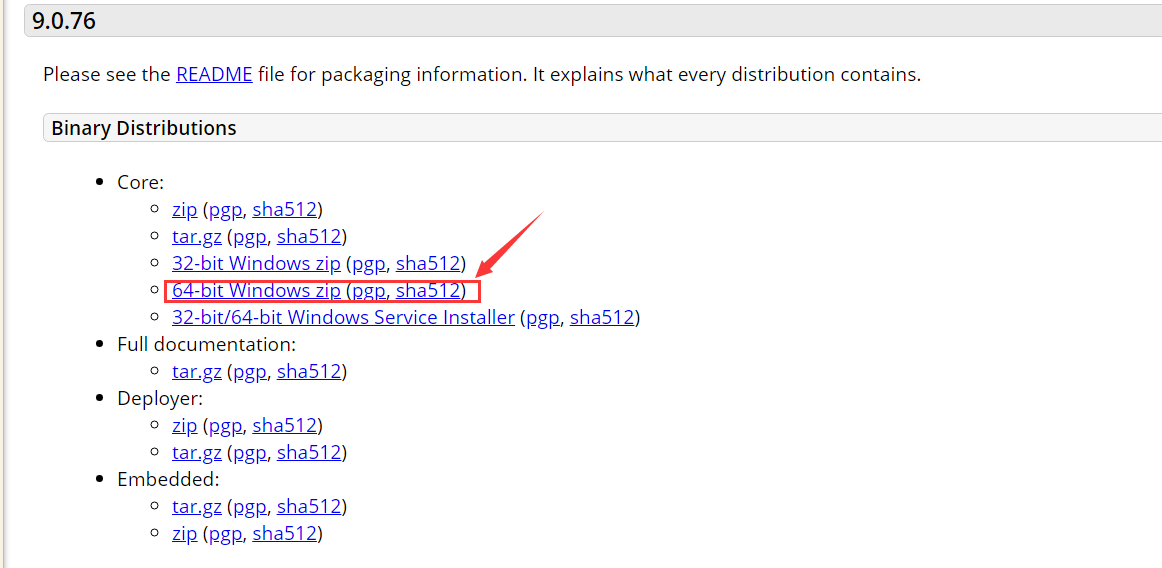 9.0.76
Please see the README file for packaging information. It explains what every distribution contains.
Binary Distributions
Core:
zip (pgp, sha512)
tar.gz (pgp, sha512)
32-bit Windows zip (pgp, sha512)
64-bit Windows zip (pgp, sha512)
32-bit/64-bit Windows Service Installer (pgp, sha512)
Full documentation:
tar.gz (pgp, sha512)
Deployer:
zip (pgp, sha512)
tar.gz (pgp, sha512)
Embedded:
tar.gz (pgp, sha512)
zip (pgp, sha512)